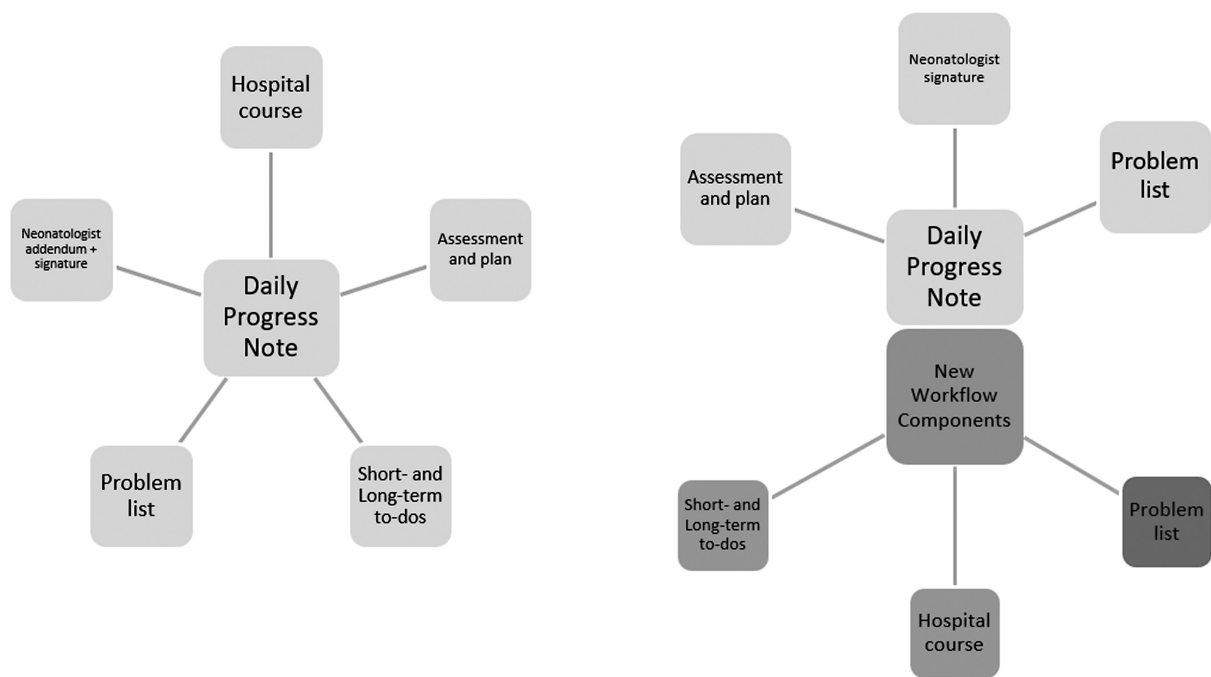 Hospital
course
Neonatologist
addendum +
signature
Assessment
and plan
Daily
Progress
Note
Problem
list
Short- and
Long-term
to-dos
Neonatologist
signature
Assessment
and plan
Problem
list
Daily
Progress
Note
New
Workflow
Components
Short- and
Long-term
to-dos
Problem
list
Hospital
course